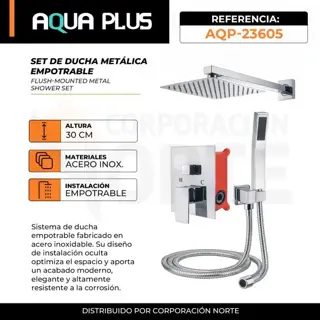 AQUA PLUS
REFERENCIA:
AQP-23605
SET DE DUCHA METÁLICA
EMPOTRABLE
FLUSH-MOUNTED METAL
SHOWER SET
ALTURA
30 CM
MATERIALES
ACERO INOX.
INSTALACIÓN
EMPOTRABLE
Sistema de ducha
empotrable fabricado en
acero inoxidable. Su diseño
de instalación oculta
optimiza el espacio y aporta
un acabado moderno,
elegante y altamente
resistente a la corrosión.
CORPORACIÓN
NORTE
DISTRIBUIDO POR CORPORACIÓN NORTE